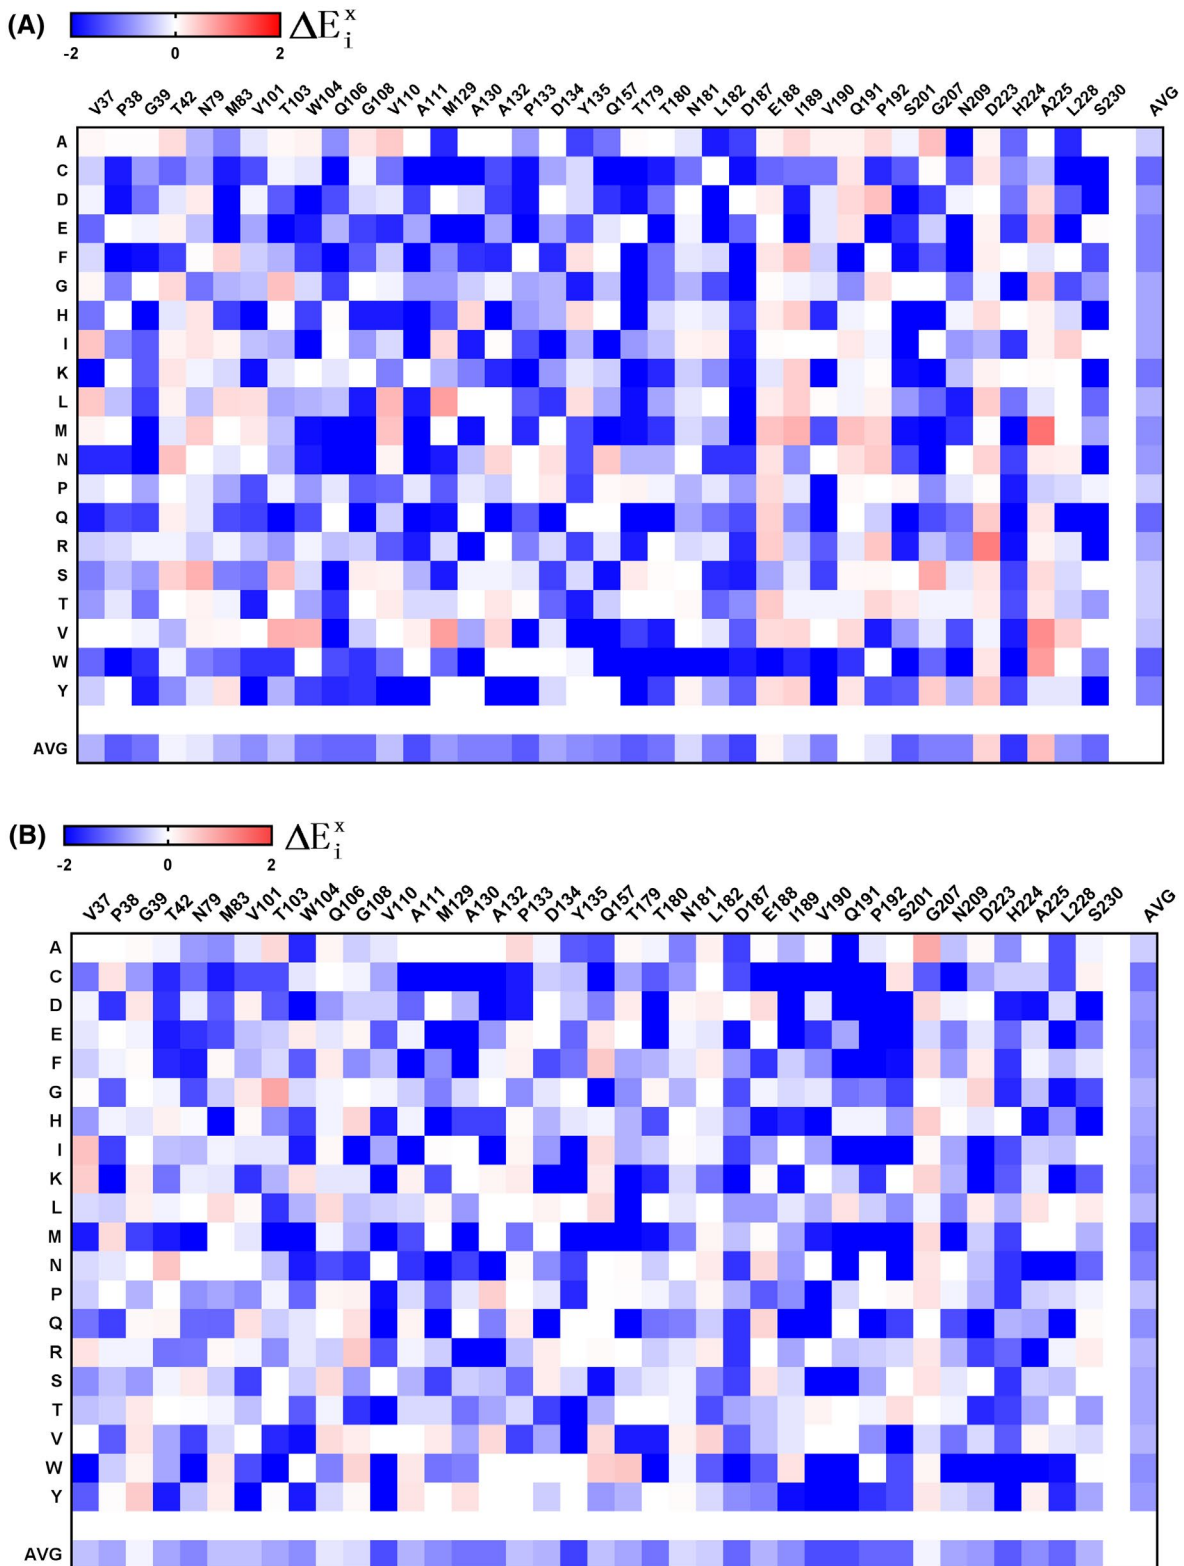 (A) -2 0 2 ΔE_i^x
V37 P38 G39 T42 N79 M83 V101 T103 W104 Q106 G108 V110 A111 M129 A130 A132 P133 D134 Y135 Q157 T179 T180 N181 L182 D187 E188 I189 V190 Q191 P192 S201 G207 N209 D223 H224 A225 L228 S230 AVG
A
C
D
E
F
G
H
I
K
L
M
N
P
Q
R
S
T
V
W
Y
AVG
(B) -2 0 2 ΔE_i^x
V37 P38 G39 T42 N79 M83 V101 T103 W104 Q106 G108 V110 A111 M129 A130 A132 P133 D134 Y135 Q157 T179 T180 N181 L182 D187 E188 I189 V190 Q191 P192 S201 G207 N209 D223 H224 A225 L228 S230 AVG
A
C
D
E
F
G
H
I
K
L
M
N
P
Q
R
S
T
V
W
Y
AVG